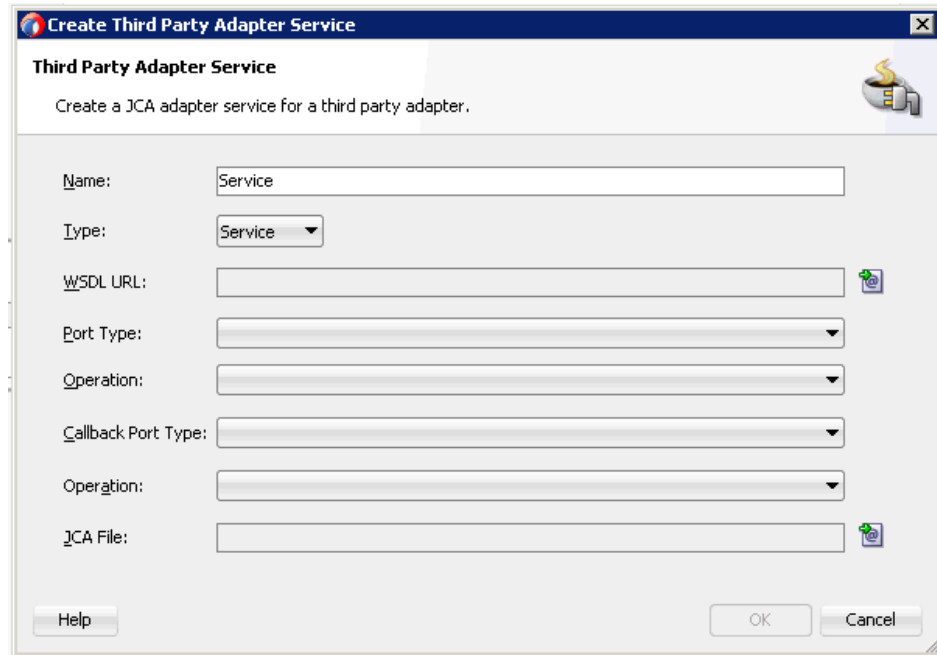 Create Third Party Adapter Service
Third Party Adapter Service
Create a JCA adapter service for a third party adapter.
Name: Service
Type: Service
WSDL URL:
Port Type:
Operation:
Callback Port Type:
Operation:
JCA File:
Help OK Cancel